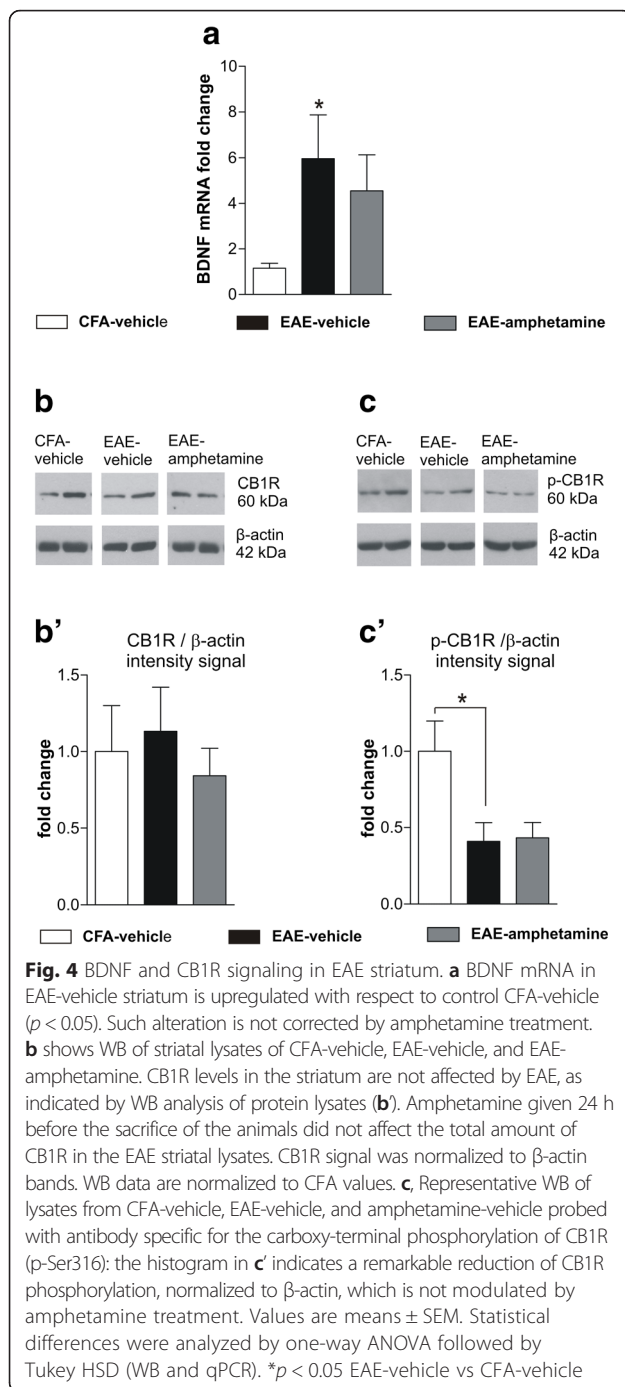 a
BDNF mRNA fold change
10
8
6
4
2
0
*
CFA-vehicle
EAE-vehicle
EAE-amphetamine
b
CFA-
vehicle
EAE-
vehicle
EAE-
amphetamine
CB1R
60 kDa
β-actin
42 kDa
c
CFA-
vehicle
EAE-
vehicle
EAE-
amphetamine
p-CB1R
60 kDa
β-actin
42 kDa
b'
CB1R / β-actin
intensity signal
fold change
1.5
1.0
0.5
0.0
c'
p-CB1R /β-actin
intensity signal
fold change
1.5
1.0
0.5
0.0
*
CFA-vehicle
EAE-vehicle
EAE-amphetamine
Fig. 4 BDNF and CB1R signaling in EAE striatum. a BDNF mRNA in
EAE-vehicle striatum is upregulated with respect to control CFA-vehicle
(p < 0.05). Such alteration is not corrected by amphetamine treatment.
b shows WB of striatal lysates of CFA-vehicle, EAE-vehicle, and EAE-
amphetamine. CB1R levels in the striatum are not affected by EAE, as
indicated by WB analysis of protein lysates (b'). Amphetamine given 24 h
before the sacrifice of the animals did not affect the total amount of
CB1R in the EAE striatal lysates. CB1R signal was normalized to β-actin
bands. WB data are normalized to CFA values. c, Representative WB of
lysates from CFA-vehicle, EAE-vehicle, and amphetamine-vehicle probed
with antibody specific for the carboxy-terminal phosphorylation of CB1R
(p-Ser316): the histogram in c' indicates a remarkable reduction of CB1R
phosphorylation, normalized to β-actin, which is not modulated by
amphetamine treatment. Values are means ± SEM. Statistical
differences were analyzed by one-way ANOVA followed by
Tukey HSD (WB and qPCR). *p < 0.05 EAE-vehicle vs CFA-vehicle